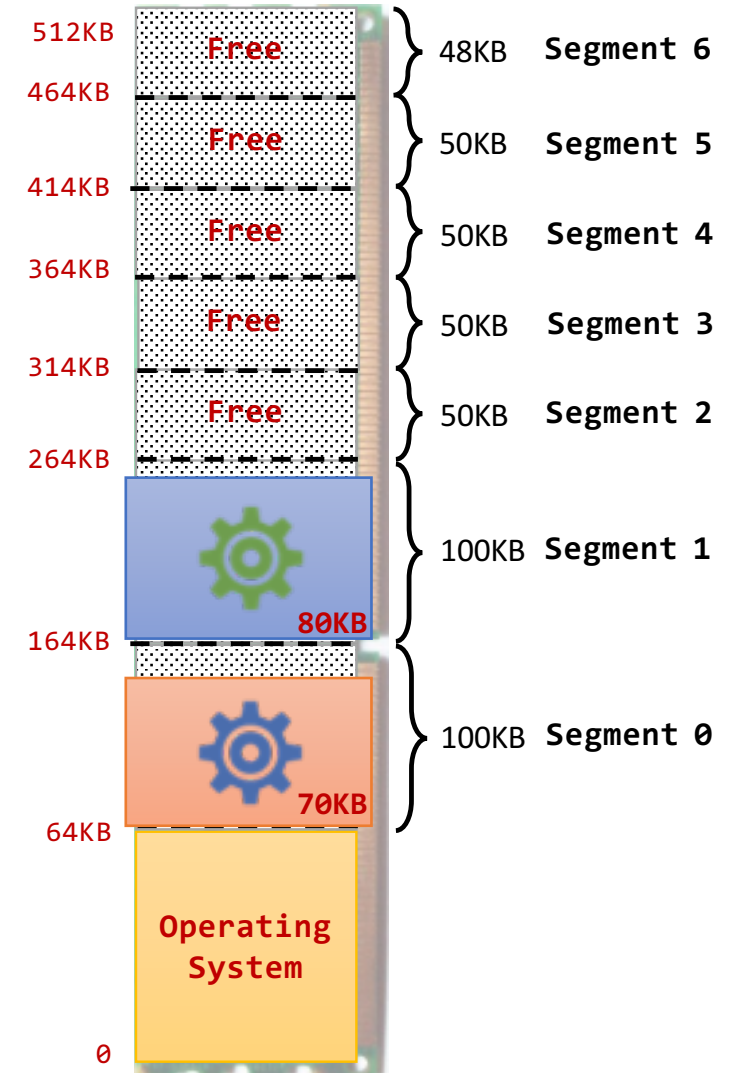 512KB
Free
48KB Segment 6
464KB
Free
50KB Segment 5
414KB
Free
50KB Segment 4
364KB
Free
50KB Segment 3
314KB
Free
50KB Segment 2
264KB
100KB Segment 1
80KB
164KB
100KB Segment 0
70KB
64KB
Operating
System
0